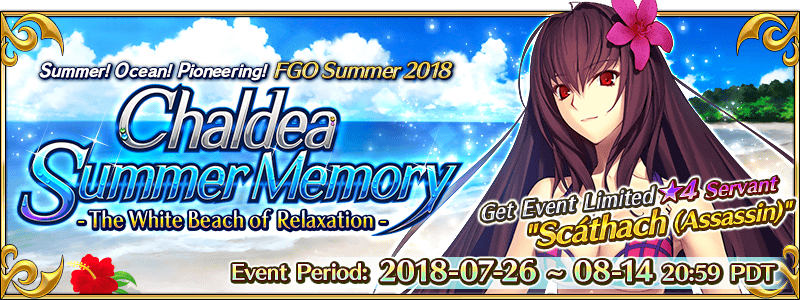 Summer! Ocean! Pioneering! FGO Summer 2018
Chaldea
Summer Memory
- The White Beach of Relaxation -
Get Event Limited ★4 Servant
"Scáthach (Assassin)"
Event Period: 2018-07-26 ~ 08-14 20:59 PDT